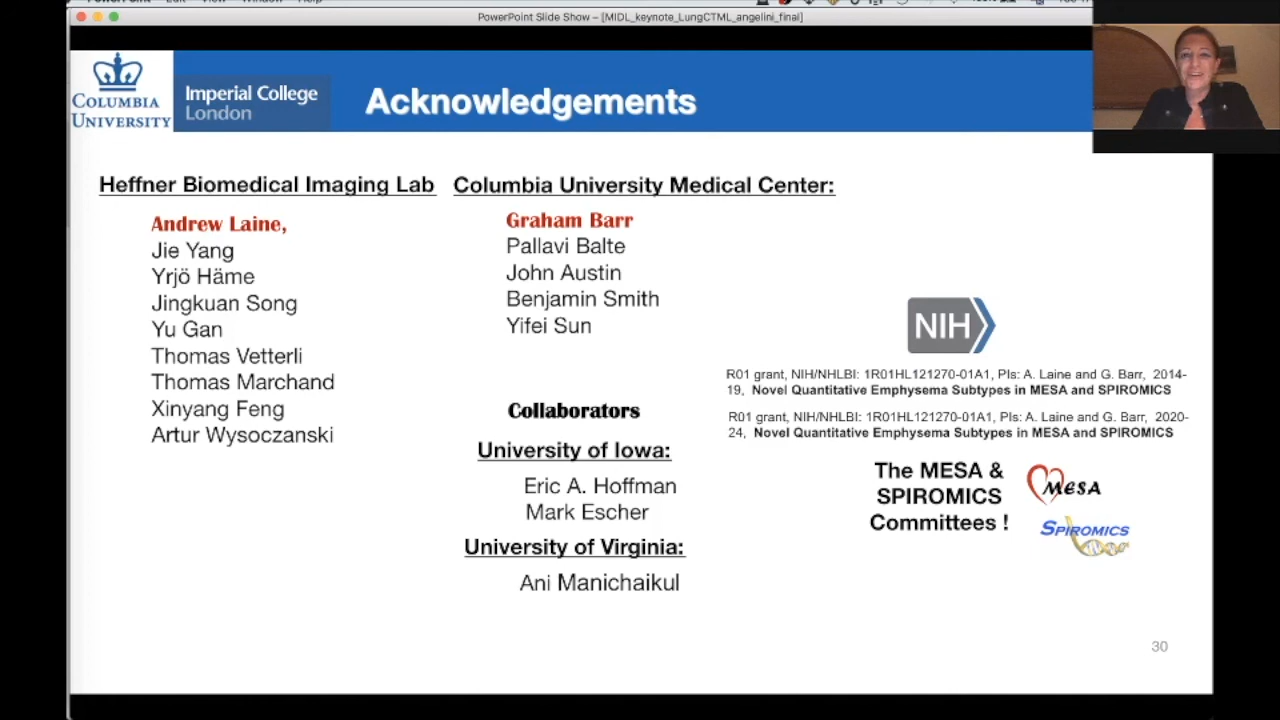 PowerPoint Slide Show – [MIDL_keynote_LungCTML_angelini_final]
COLUMBIA
UNIVERSITY
Imperial College
London
Acknowledgements
Heffner Biomedical Imaging Lab
Andrew Laine,
Jie Yang
Yrjö Häme
Jingkuan Song
Yu Gan
Thomas Vetterli
Thomas Marchand
Xinyang Feng
Artur Wysoczanski
Columbia University Medical Center:
Graham Barr
Pallavi Balte
John Austin
Benjamin Smith
Yifei Sun
Collaborators
University of Iowa:
Eric A. Hoffman
Mark Escher
University of Virginia:
Ani Manichaikul
NIH
R01 grant, NIH/NHLBI: 1R01HL121270-01A1, PIs: A. Laine and G. Barr, 2014-
19, Novel Quantitative Emphysema Subtypes in MESA and SPIROMICS
R01 grant, NIH/NHLBI: 1R01HL121270-01A1, PIs: A. Laine and G. Barr, 2020-
24, Novel Quantitative Emphysema Subtypes in MESA and SPIROMICS
The MESA &
SPIROMICS
Committees !
MESA
SPIROMICS
30